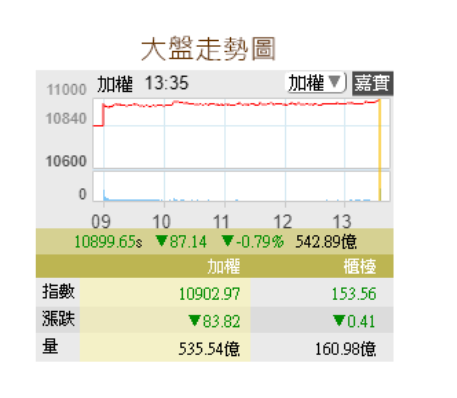 大盤走勢圖
加權 13:35 加權▼ 嘉實
11000
10840
10600
0
09 10 11 12 13
10899.65s ▼87.14 ▼-0.79% 542.89億
加權 櫃檯
指數 10902.97 153.56
漲跌 ▼83.82 ▼0.41
量 535.54億 160.98億